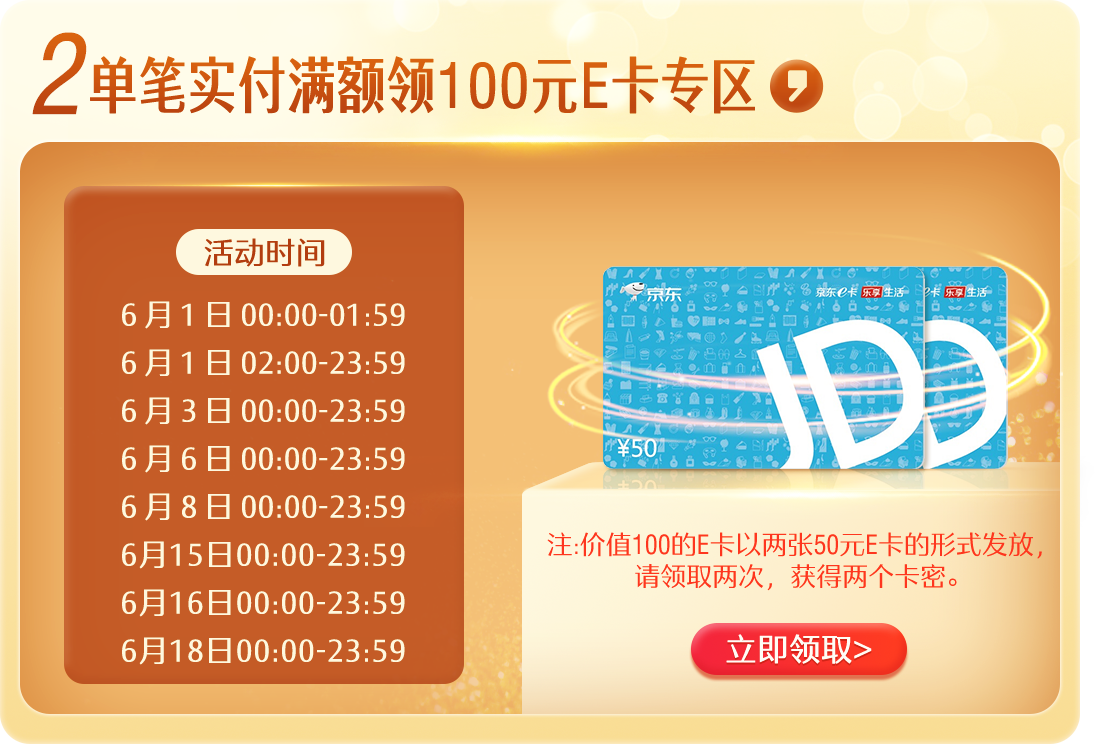 2单笔实付满额领100元E卡专区
活动时间
6月1日 00:00-01:59
6月1日 02:00-23:59
6月3日 00:00-23:59
6月6日 00:00-23:59
6月8日 00:00-23:59
6月15日00:00-23:59
6月16日00:00-23:59
6月18日00:00-23:59
京东
京东e卡 乐享生活
e卡 乐享生活
JDD
¥50
注:价值100的E卡以两张50元E卡的形式发放，
请领取两次，获得两个卡密。
立即领取>